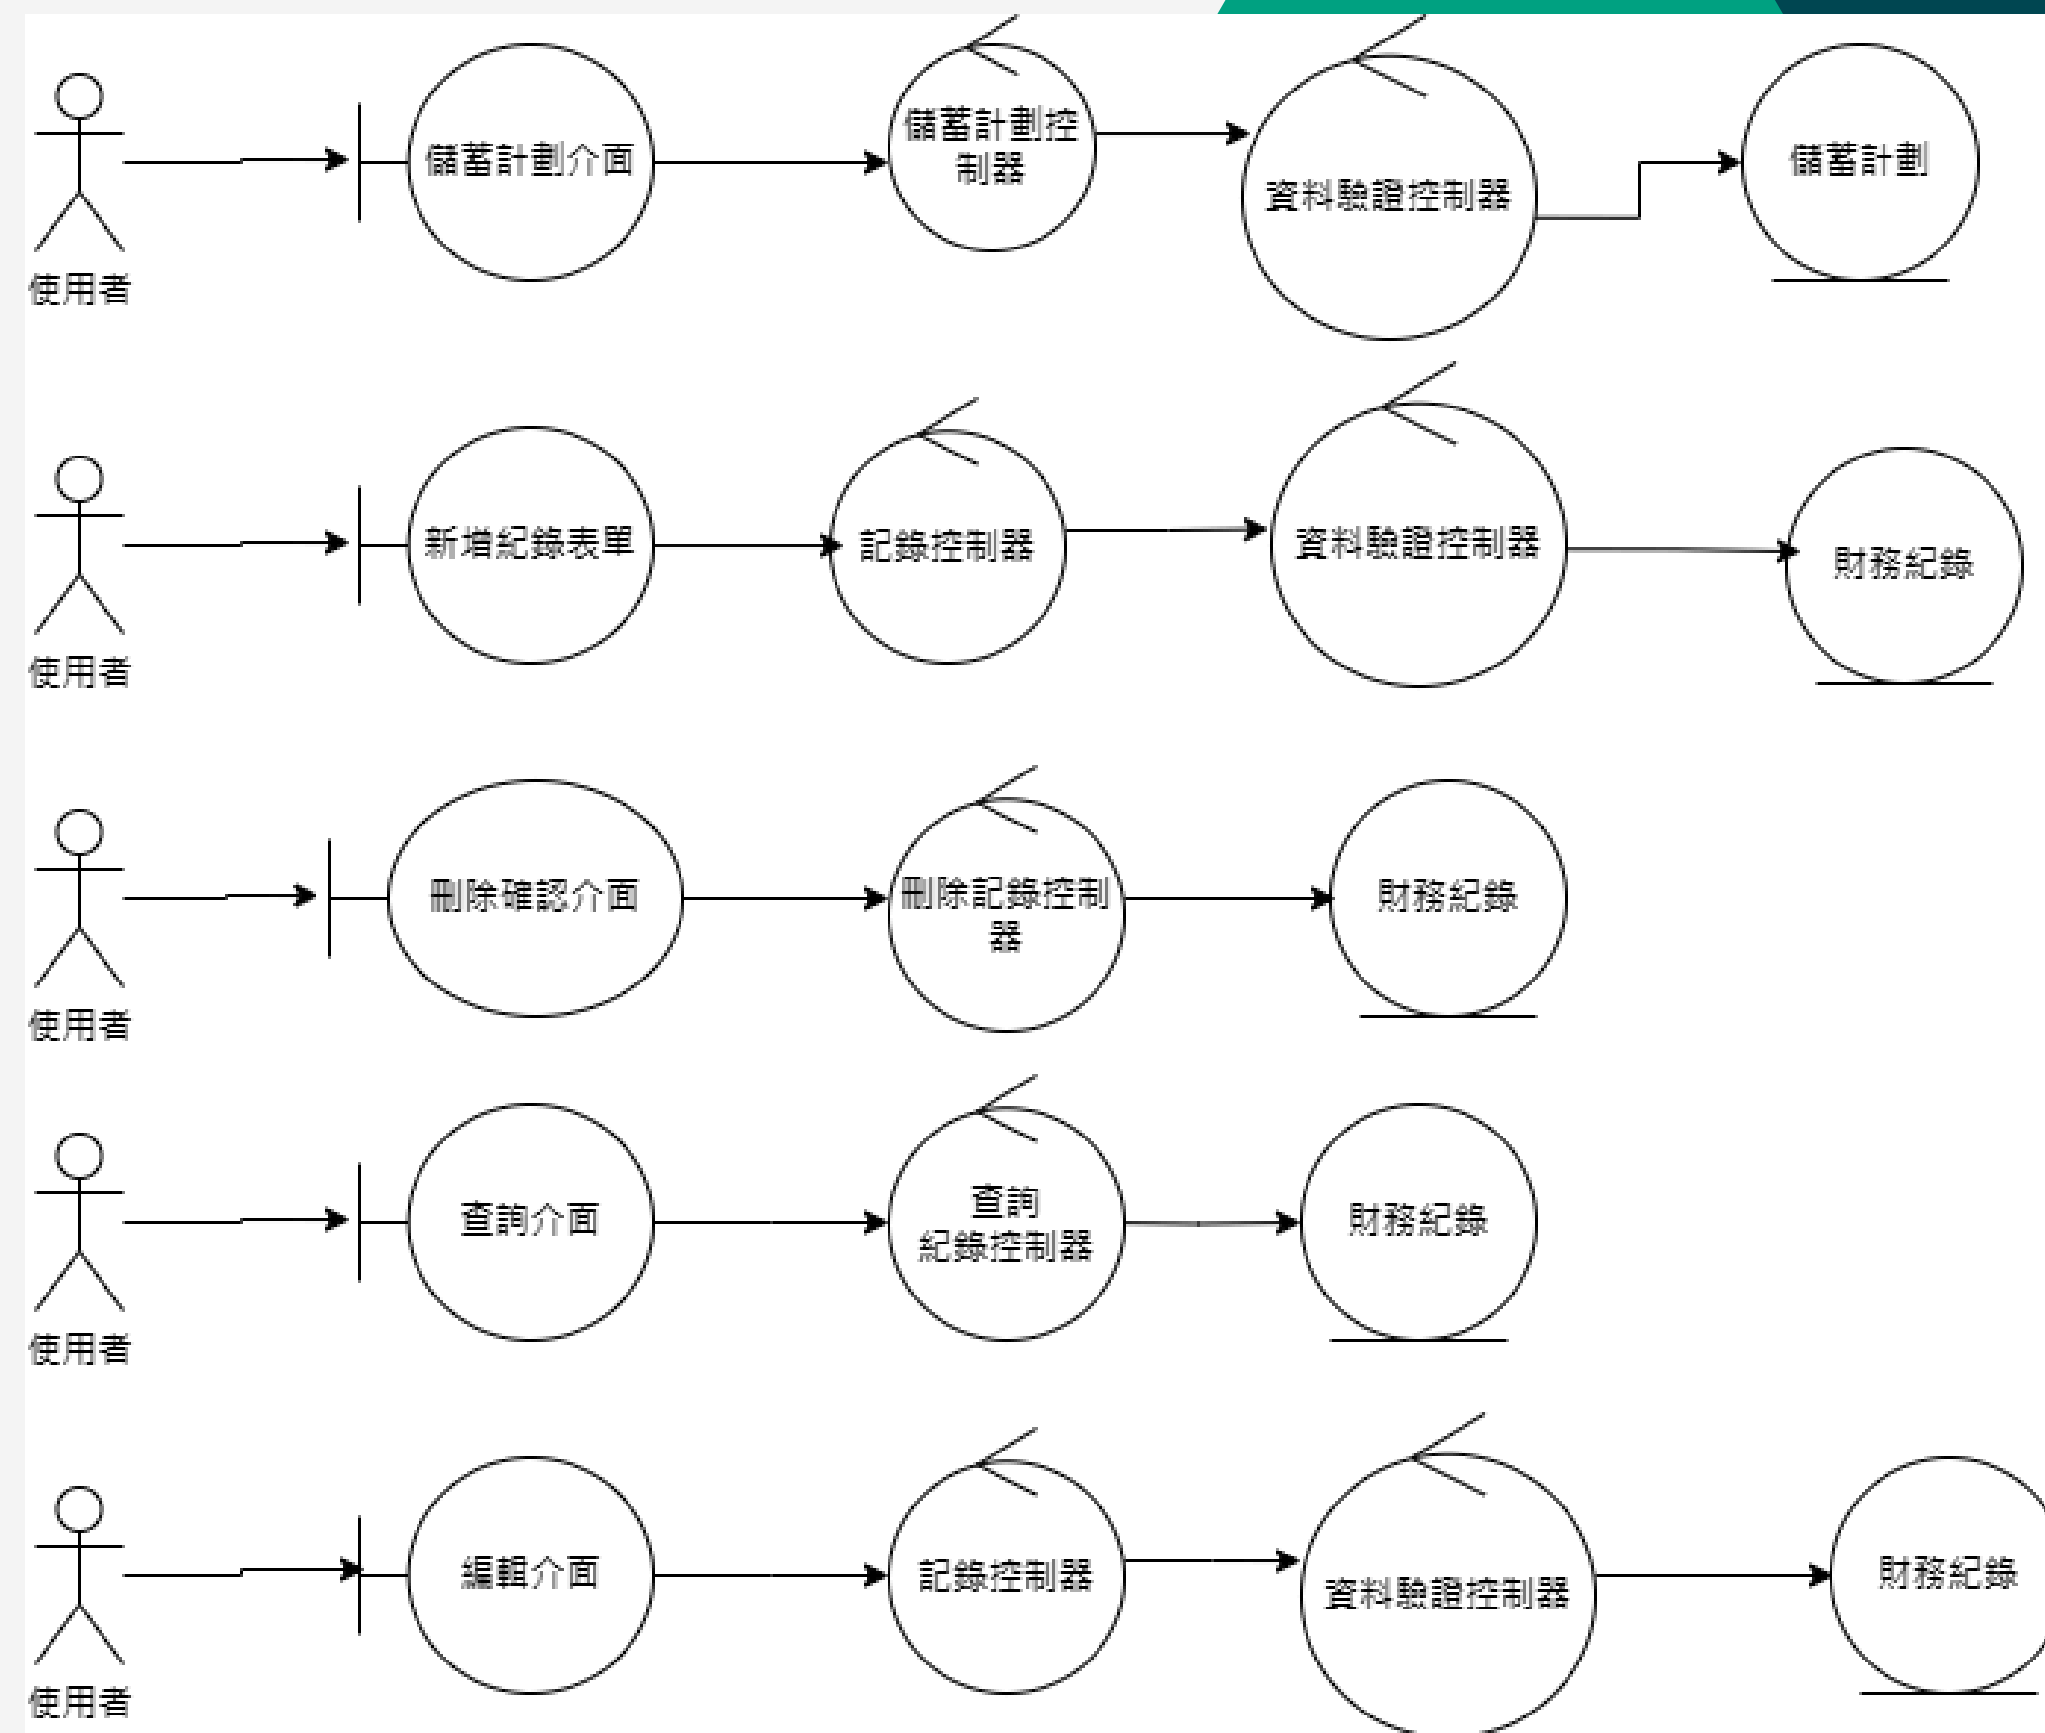 使用者
儲蓄計劃介面
儲蓄計劃控
制器
資料驗證控制器
儲蓄計劃
使用者
新增紀錄表單
記錄控制器
資料驗證控制器
財務紀錄
使用者
刪除確認介面
刪除記錄控制
器
財務紀錄
使用者
查詢介面
查詢
紀錄控制器
財務紀錄
使用者
編輯介面
記錄控制器
資料驗證控制器
財務紀錄